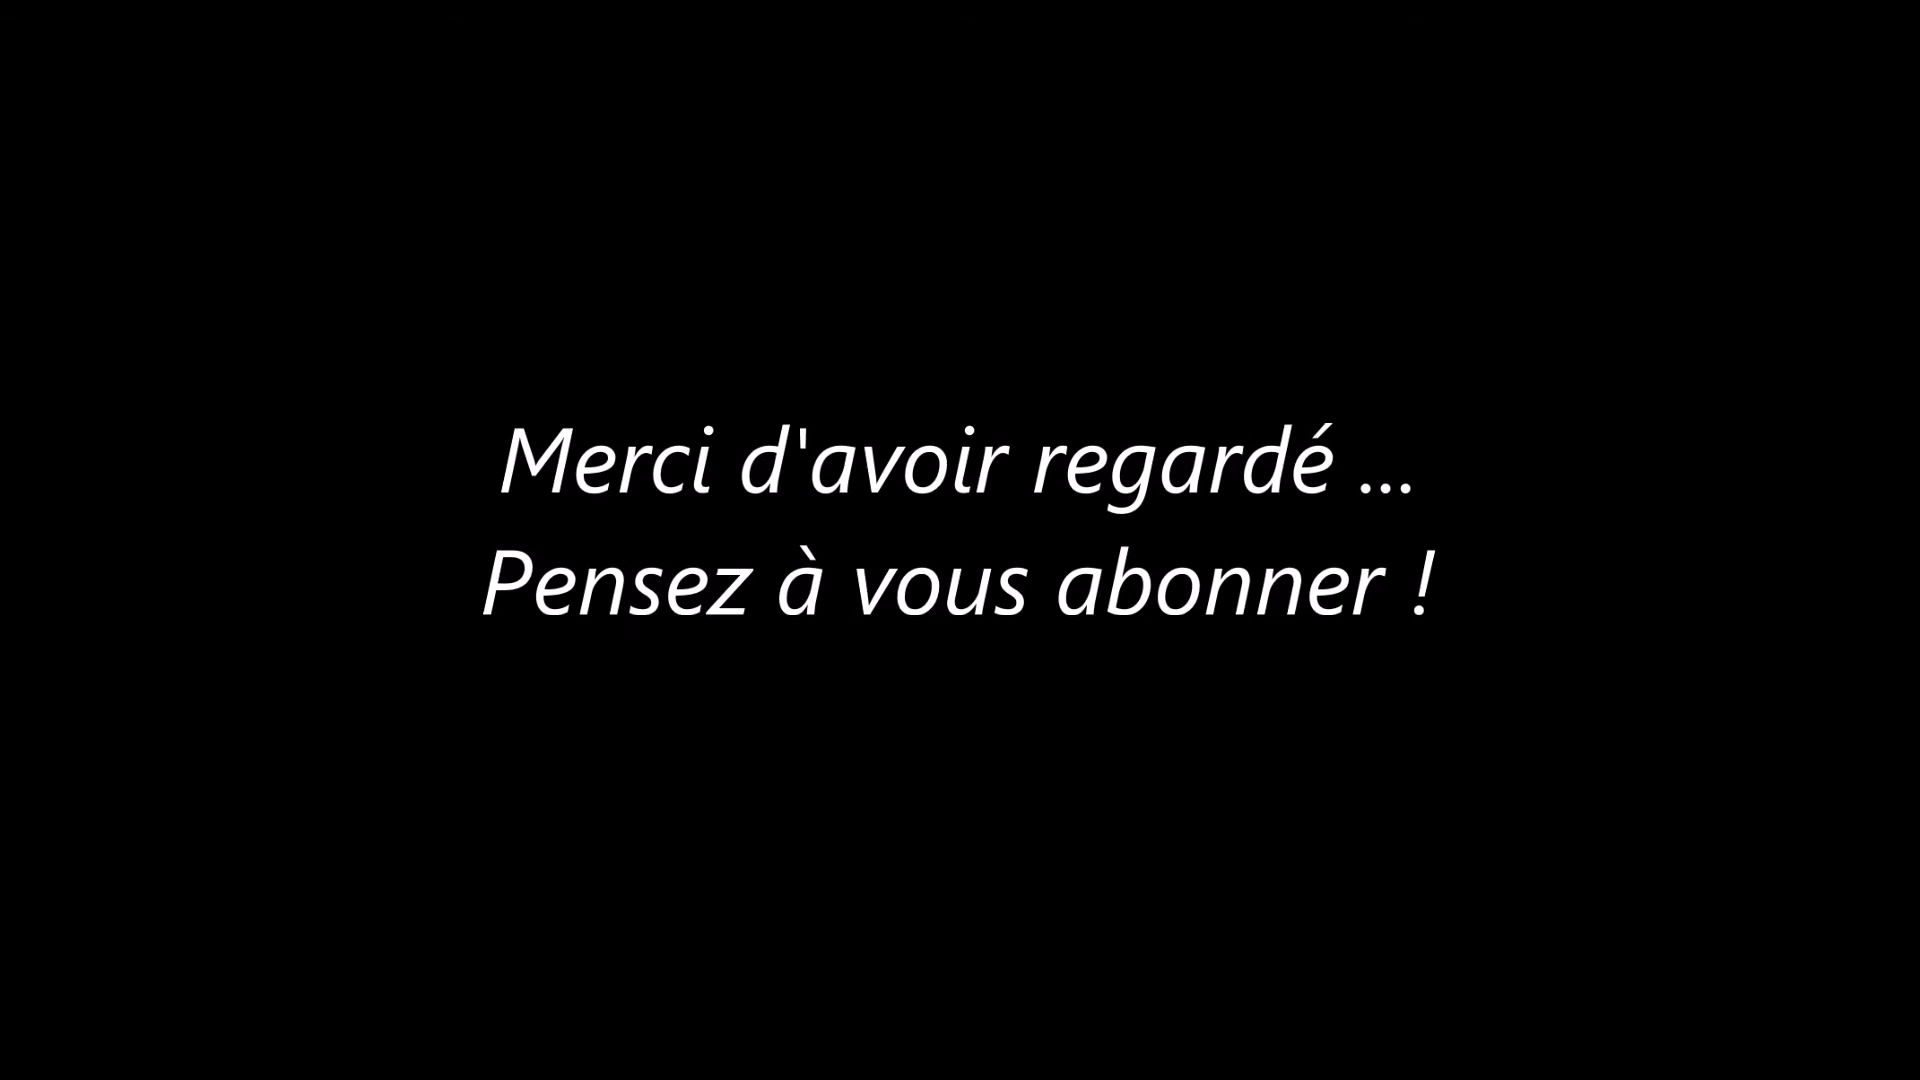 Merci d'avoir regardé ...
Pensez à vous abonner !